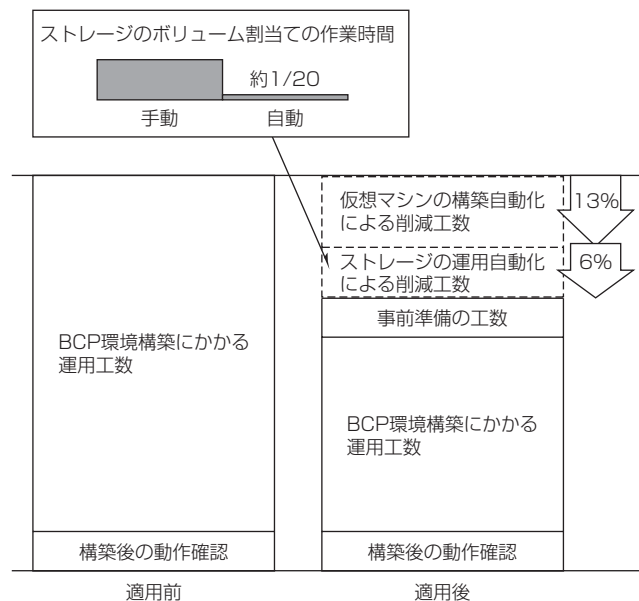 ストレージのボリューム割当ての作業時間
約1/20
手動
自動
仮想マシンの構築自動化
による削減工数
13%
ストレージの運用自動化
による削減工数
6%
事前準備の工数
BCP環境構築にかかる
運用工数
BCP環境構築にかかる
運用工数
構築後の動作確認
構築後の動作確認
適用前
適用後